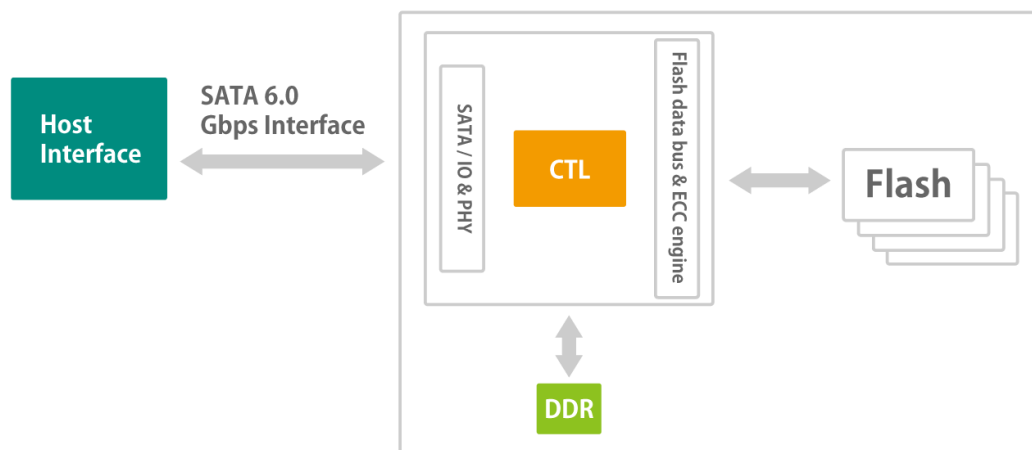 Host
Interface
SATA 6.0
Gbps Interface
SATA / IO & PHY
CTL
Flash data bus & ECC engine
Flash
DDR